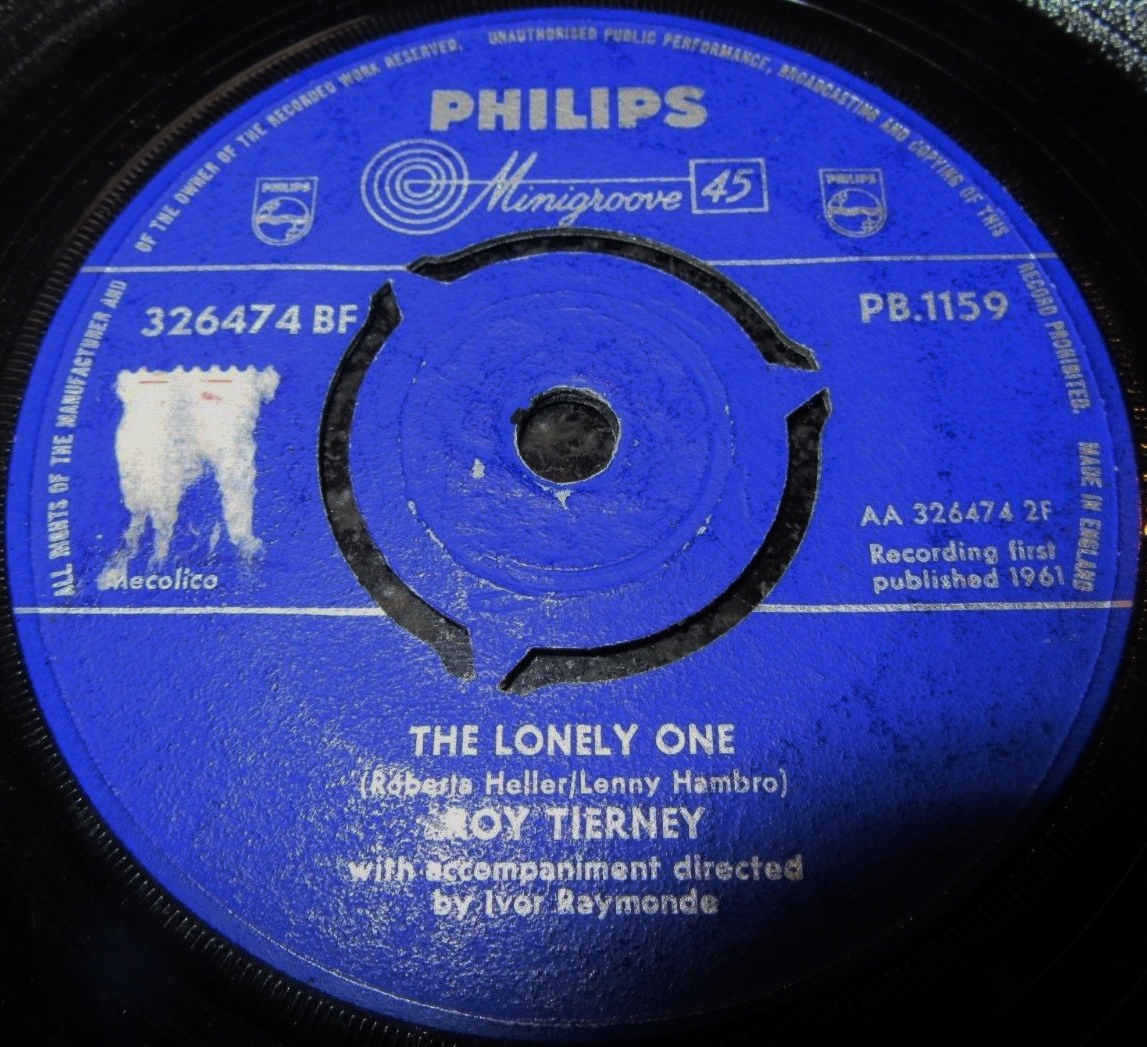 ALL RIGHTS OF THE MANUFACTURER AND OF THE OWNER OF THE RECORDED WORK RESERVED. UNAUTHORISED PUBLIC PERFORMANCE, BROADCASTING AND COPYING OF THIS RECORD PROHIBITED. MADE IN ENGLAND
PHILIPS
Minigroove 45
PHILIPS
PHILIPS
326474 BF
PB.1159
AA 326474 2F
Recording first
published 1961
Mecolico
THE LONELY ONE
(Roberta Heller/Lenny Hambro)
ROY TIERNEY
with accompaniment directed
by Ivor Raymonde